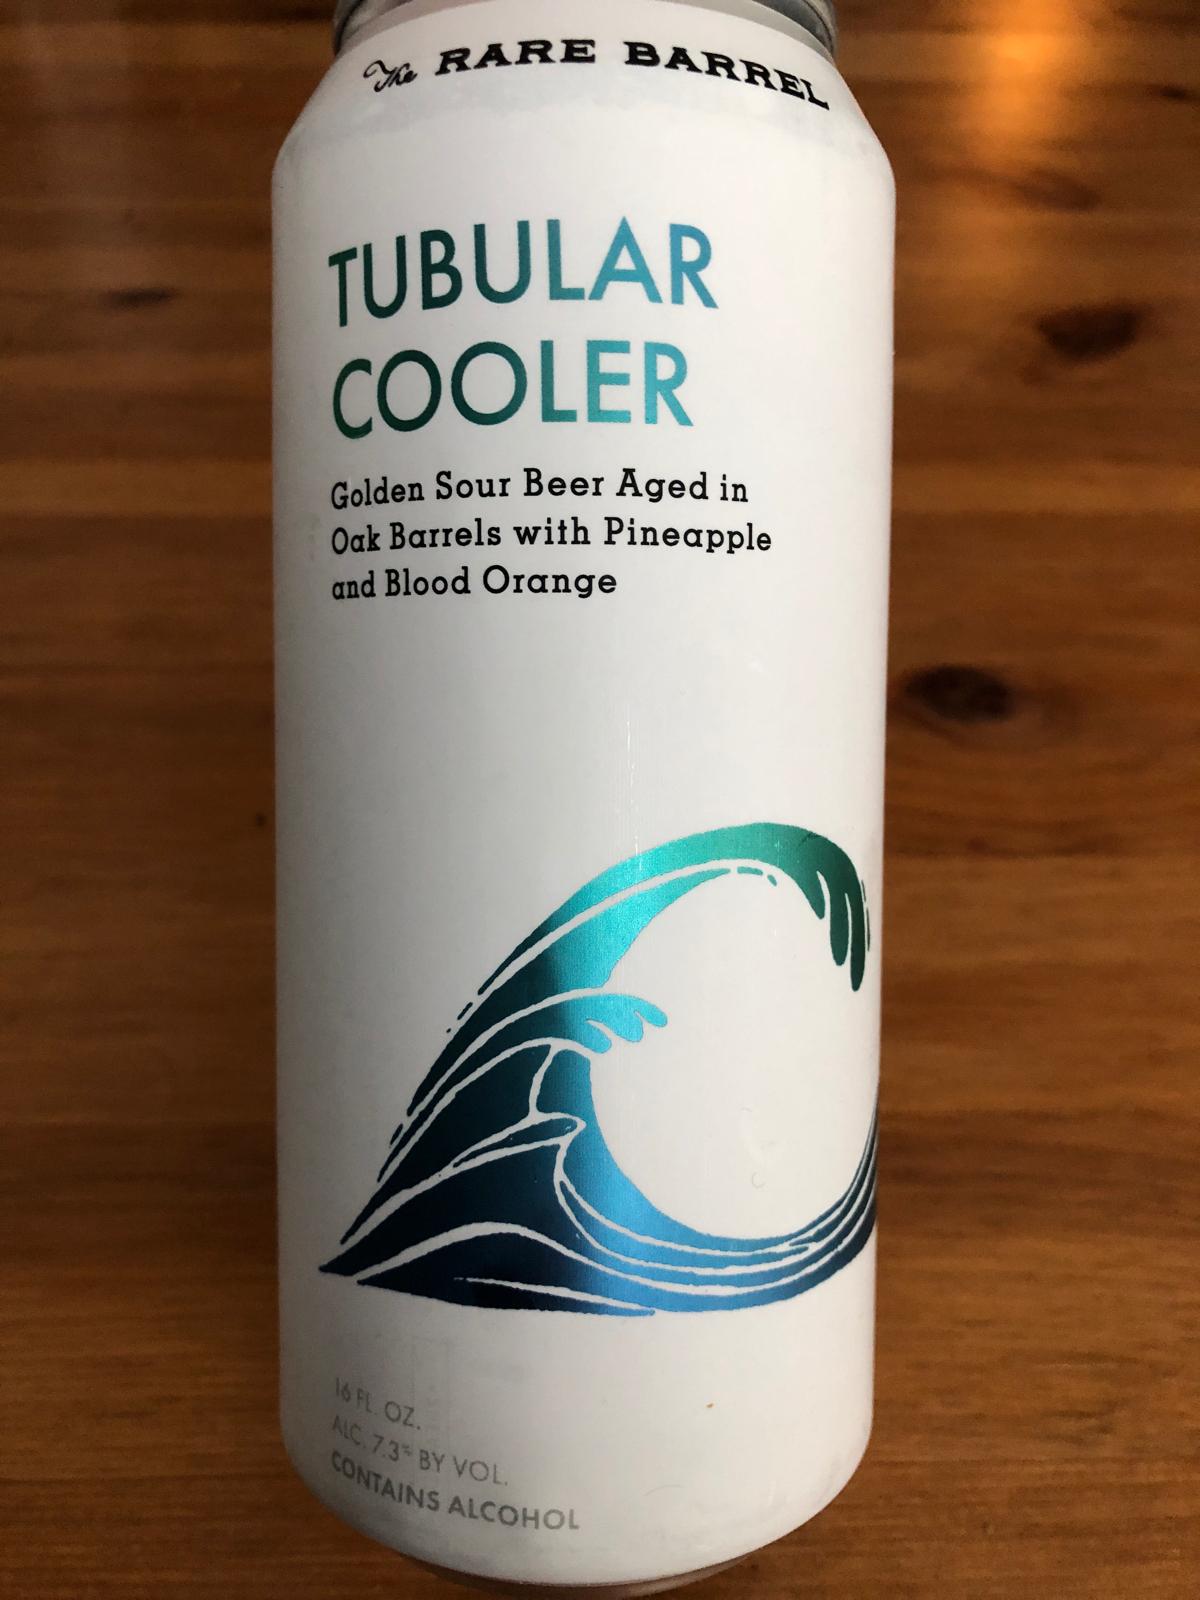 The RARE BARREL
TUBULAR
COOLER
Golden Sour Beer Aged in
Oak Barrels with Pineapple
and Blood Orange
16 FL. OZ.
ALC. 7.3% BY VOL.
CONTAINS ALCOHOL